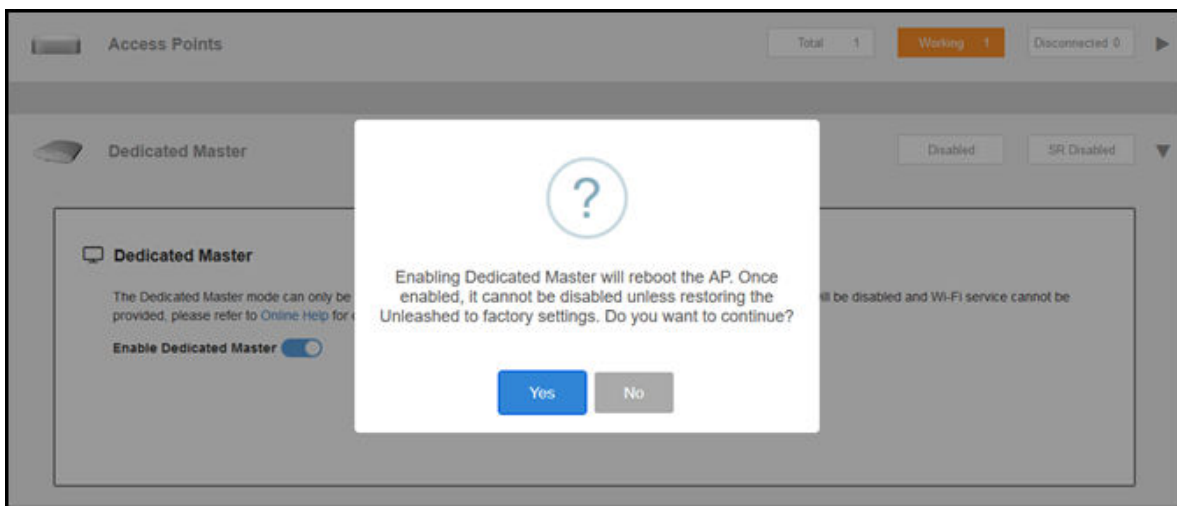 Access Points
Total 1
Working 1
Disconnected 0
Dedicated Master
Disabled
SR Disabled
?
Enabling Dedicated Master will reboot the AP. Once
enabled, it cannot be disabled unless restoring the
Unleashed to factory settings. Do you want to continue?
Yes
No
Dedicated Master
The Dedicated Master mode can only be
be disabled and Wi-Fi service cannot be
provided, please refer to Online Help for
Enable Dedicated Master